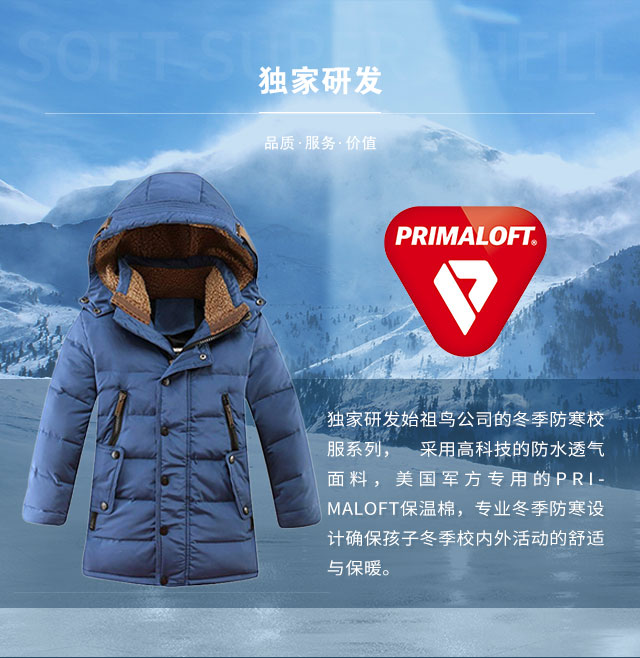 SOFT SUPER SHELL
独家研发
品质·服务·价值
PRIMALOFT®
独家研发始祖鸟公司的冬季防寒校
服系列， 采用高科技的防水透气
面料，美国军方专用的PRI-
MALOFT保温棉，专业冬季防寒设
计确保孩子冬季校内外活动的舒适
与保暖。